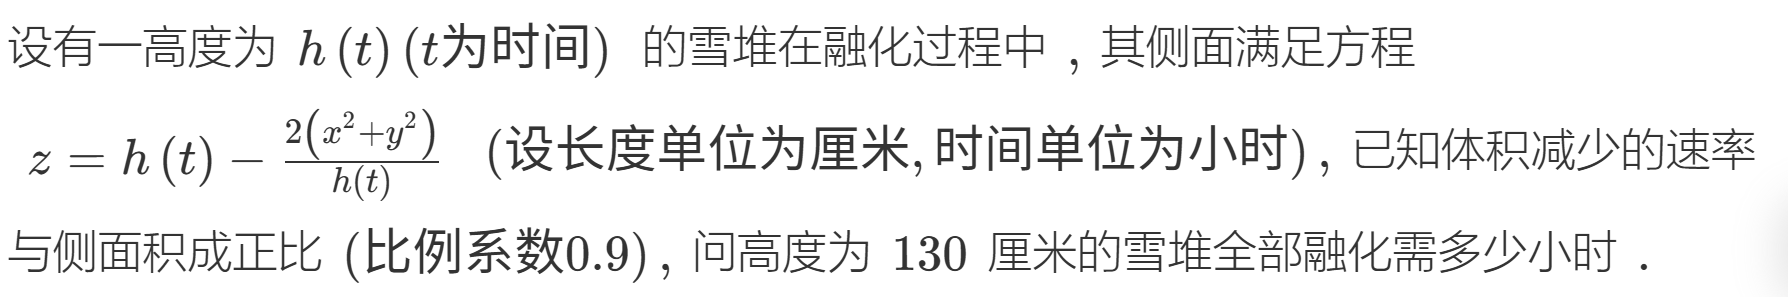 设有一高度为 h(t)(t为时间) 的雪堆在融化过程中，其侧面满足方程
z = h(t) − \frac{2(x^2+y^2)}{h(t)} (设长度单位为厘米,时间单位为小时)，已知体积减少的速率
与侧面积成正比 (比例系数0.9)，问高度为 130 厘米的雪堆全部融化需多少小时．